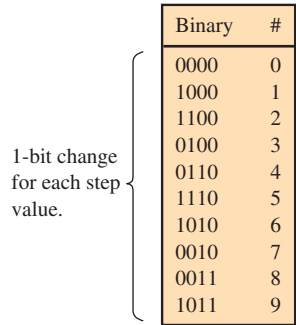 Binary #
0000 0
1000 1
1100 2
0100 3
0110 4
1110 5
1010 6
0010 7
0011 8
1011 9
1-bit change
for each step
value.